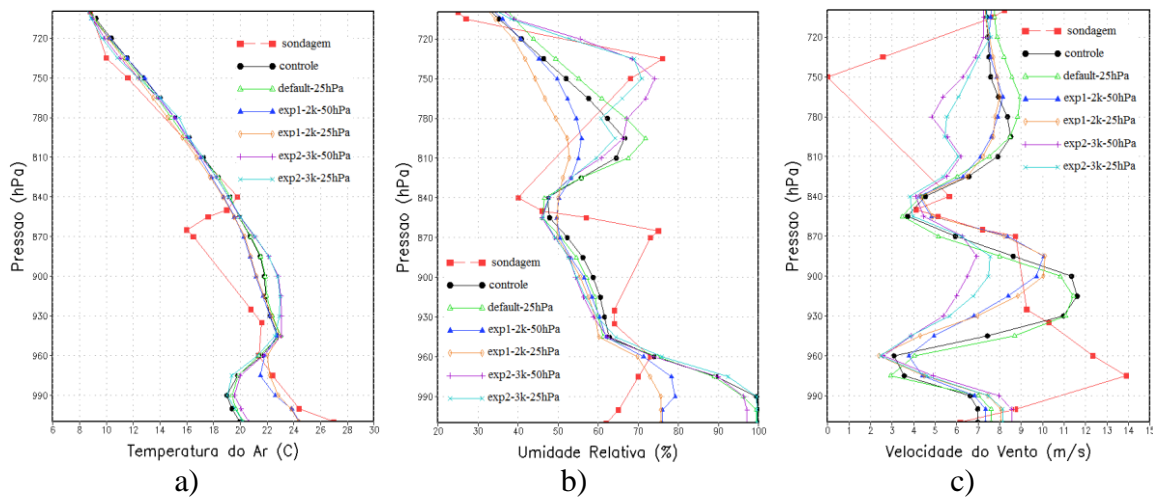 720
750
780
810
840
870
900
930
960
990
Pressao (hPa)
sondagem
controle
default-25hPa
exp1-2k-50hPa
exp1-2k-25hPa
exp2-3k-50hPa
exp2-3k-25hPa
6 8 10 12 14 16 18 20 22 24 26 28 30
Temperatura do Ar (C)
a)
720
750
780
810
840
870
900
930
960
990
Pressão (hPa)
sondagem
controle
default-25hPa
exp1-2k-50hPa
exp1-2k-25hPa
exp2-3k-50hPa
exp2-3k-25hPa
30 40 50 60 70 80 90 100
Umidade Relativa (%)
b)
720
750
780
810
840
870
900
930
960
990
Pressao (hPa)
sondagem
controle
default-25hPa
exp1-2k-50hPa
exp1-2k-25hPa
exp2-3k-50hPa
exp2-3k-25hPa
0 1 2 3 4 5 6 7 8 9 10 11 12 13 14 15
Velocidade do Vento (m/s)
c)